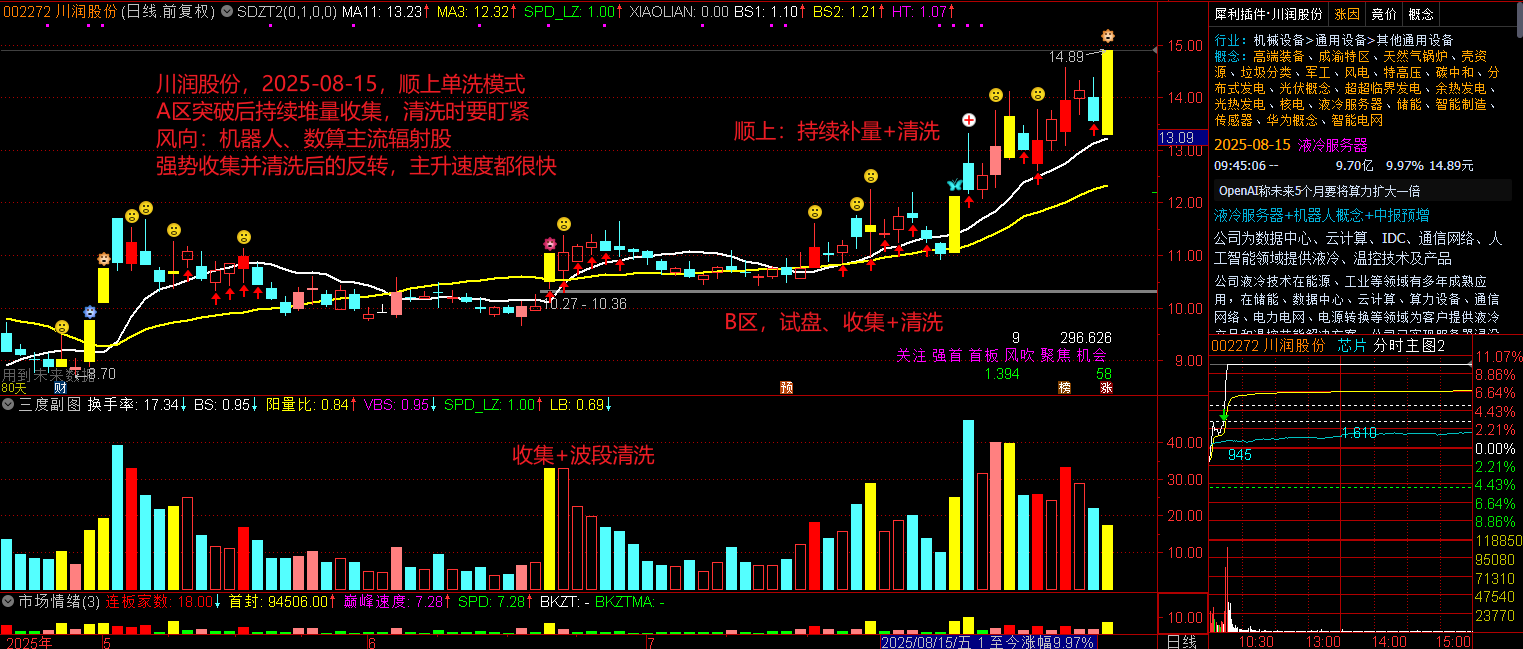 002272 川润股份(日线.前复权) SDZT2(0,1,0,0) MA11: 13.23↑ MA3: 12.32↑ SPD_LZ: 1.00↑ XIAOLIAN: 0.00 BS1: 1.10↑ BS2: 1.21↑ HT: 1.07↑
川润股份，2025-08-15，顺上单洗模式
A区突破后持续堆量收集，清洗时要盯紧
风向：机器人、数算主流辐射股
强势收集并清洗后的反转，主升速度都很快
顺上：持续补量+清洗
14.89
15.00
14.00
13.09
13.00
12.00
11.00
10.00
9.00
10.27 - 10.36
B区，试盘、收集+清洗
9 296.626
关注 强首 首板 风吹 聚焦 机会
1.394 58
用到未来数据
8.70
80天 财 预 榜 涨
三度副图 换手率: 17.34↓ BS: 0.95↓ 阳量比: 0.84↑ VBS: 0.95↓ SPD_LZ: 1.00↑ LB: 0.69↓
收集+波段清洗
40.00
30.00
20.00
10.00
市场情绪(3) 连板家数: 18.00↓ 首封: 94506.00↑ 巅峰速度: 7.26↑ SPD: 7.28↑ BKZT: - BKZTMA: -
10.00
2025年 5 6 7 2025/08/15/五 1 至今涨幅9.97% 日线
犀利插件·川润股份 涨因 竞价 概念
行业: 机械设备>通用设备>其他通用设备
概念: 高端装备、成渝特区、天然气锅炉、壳资
源、垃圾分类、军工、风电、特高压、碳中和、分
布式发电、光伏概念、超超临界发电、余热发电、
光热发电、核电、液冷服务器、储能、智能制造、
传感器、华为概念、智能电网
2025-08-15 液冷服务器
09:45:06 -- 9.70亿 9.97% 14.89元
OpenAI称未来5个月要将算力扩大一倍
液冷服务器+机器人概念+中报预增
公司为数据中心、云计算、IDC、通信网络、人
工智能领域提供液冷、温控技术及产品
公司液冷技术在能源、工业等领域有多年成熟应
用，在储能、数据中心、云计算、算力设备、通信
网络、电力电网、电源转换等领域为客户提供液冷
002272 川润股份 芯片 分时主图2
11.07%
8.86%
6.64%
4.43%
2.21%
0.00%
2.21%
4.43%
6.64%
8.86%
1.610
945
118850
95080
71310
47540
23770
10:30 13:00 14:00 15:00